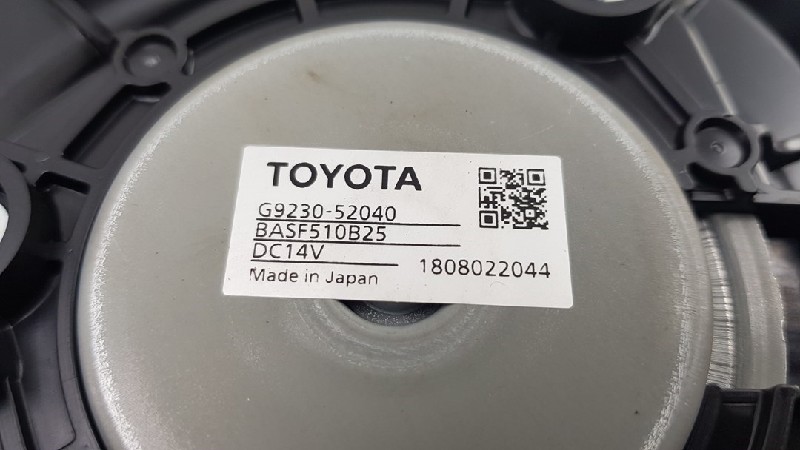 TOYOTA
G9230-52040
BASF510B25
DC14V
Made in Japan
1808022044